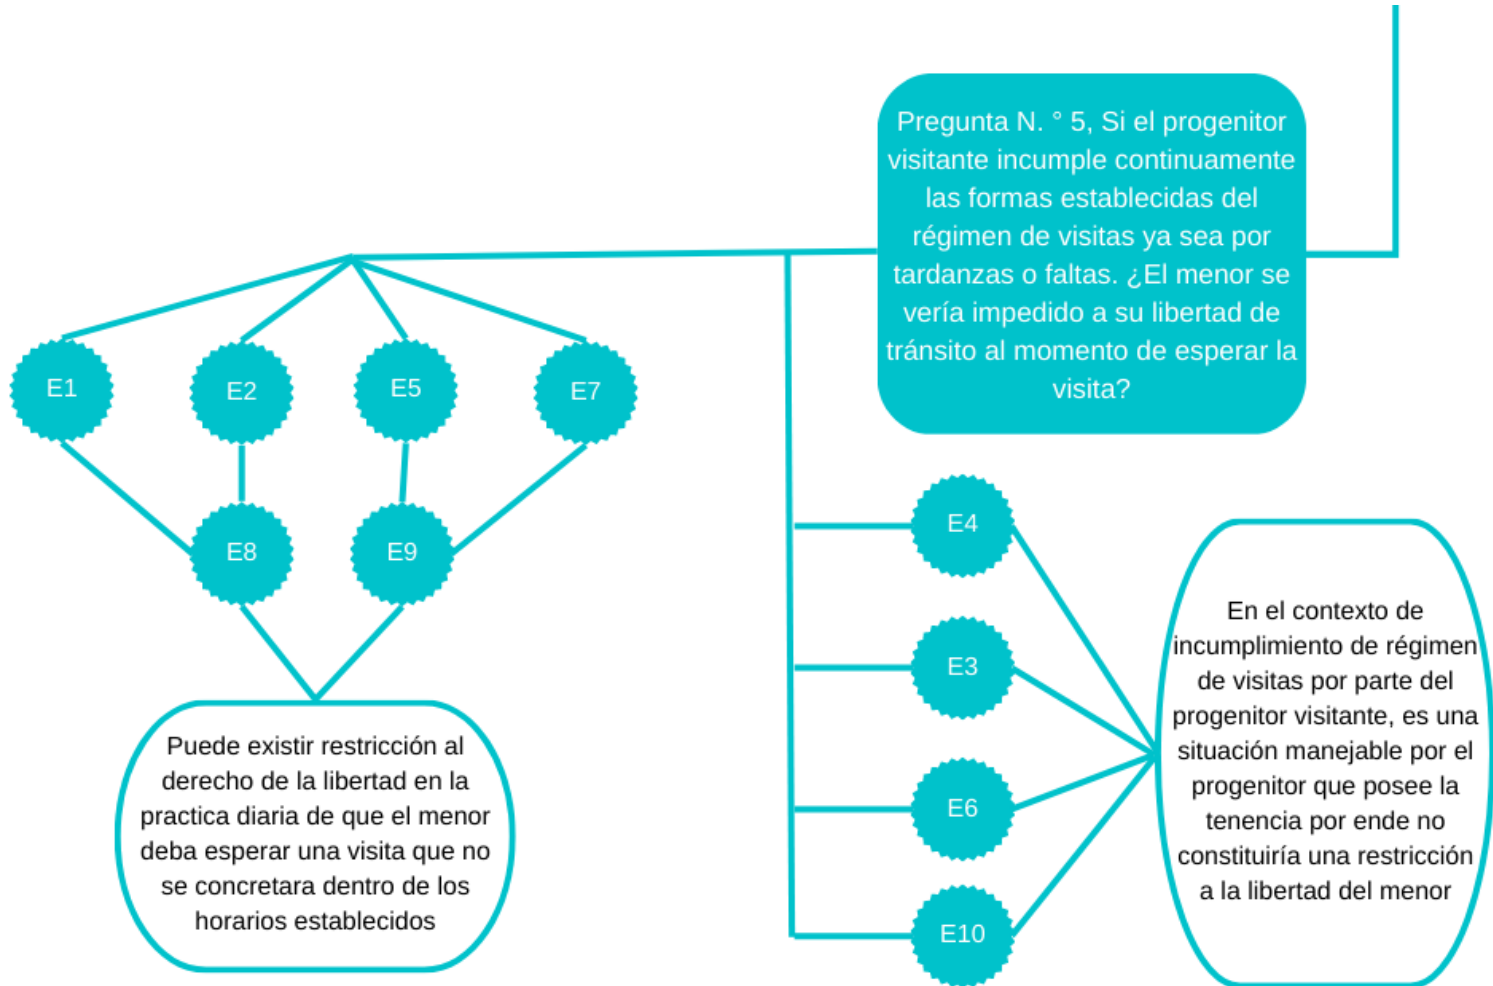 Pregunta N. ° 5, Si el progenitor
visitante incumple continuamente
las formas establecidas del
régimen de visitas ya sea por
tardanzas o faltas. ¿El menor se
vería impedido a su libertad de
tránsito al momento de esperar la
visita?
E1
E2
E5
E7
E8
E9
Puede existir restricción al
derecho de la libertad en la
practica diaria de que el menor
deba esperar una visita que no
se concretara dentro de los
horarios establecidos
E4
E3
E6
E10
En el contexto de
incumplimiento de régimen
de visitas por parte del
progenitor visitante, es una
situación manejable por el
progenitor que posee la
tenencia por ende no
constituiría una restricción
a la libertad del menor